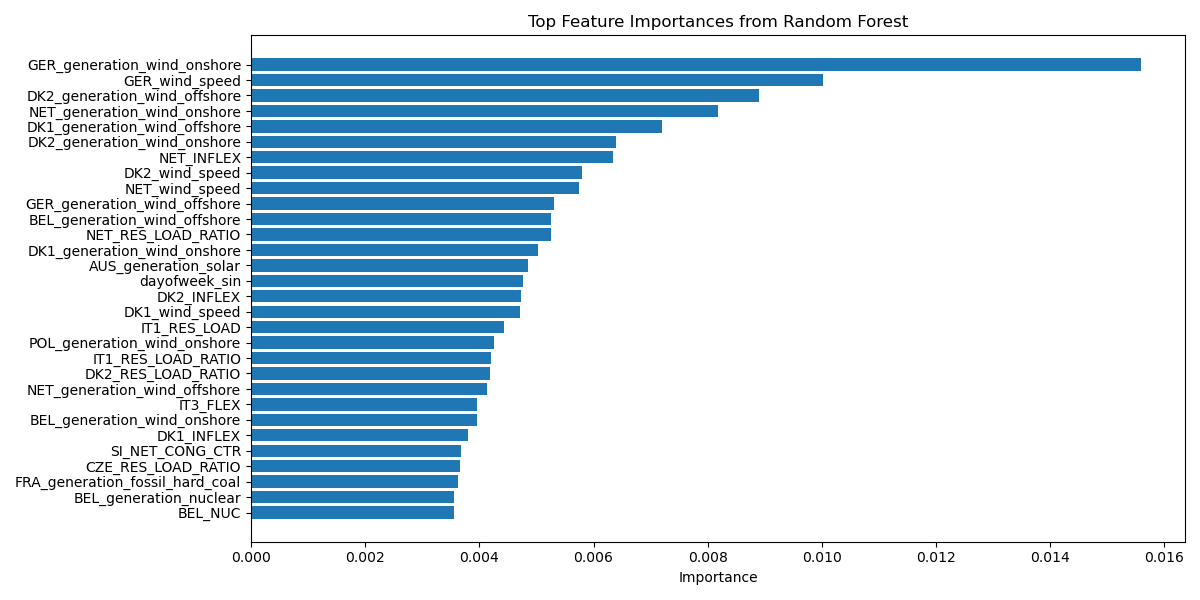 Top Feature Importances from Random Forest
GER_generation_wind_onshore
GER_wind_speed
DK2_generation_wind_offshore
NET_generation_wind_onshore
DK1_generation_wind_offshore
DK2_generation_wind_onshore
NET_INFLEX
DK2_wind_speed
NET_wind_speed
GER_generation_wind_offshore
BEL_generation_wind_offshore
NET_RES_LOAD_RATIO
DK1_generation_wind_onshore
AUS_generation_solar
dayofweek_sin
DK2_INFLEX
DK1_wind_speed
IT1_RES_LOAD
POL_generation_wind_onshore
IT1_RES_LOAD_RATIO
DK2_RES_LOAD_RATIO
NET_generation_wind_offshore
IT3_FLEX
BEL_generation_wind_onshore
DK1_INFLEX
SI_NET_CONG_CTR
CZE_RES_LOAD_RATIO
FRA_generation_fossil_hard_coal
BEL_generation_nuclear
BEL_NUC
0.000 0.002 0.004 0.006 0.008 0.010 0.012 0.014 0.016
Importance